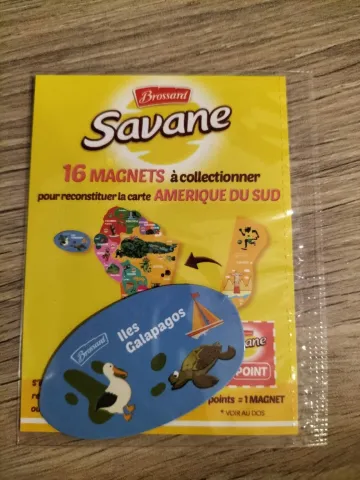 Brossard
Savane
16 MAGNETS à collectionner
pour reconstituer la carte AMERIQUE DU SUD
Brossard
Iles
Galapagos
POINT
points = 1 MAGNET
* VOIR AU DOS